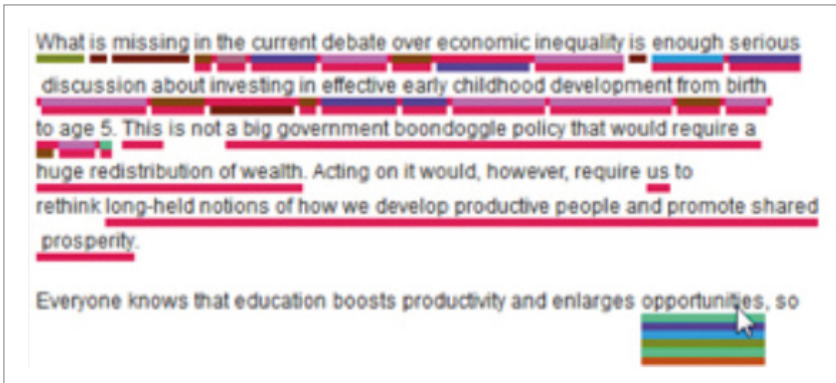 What is missing in the current debate over economic inequality is enough serious
discussion about investing in effective early childhood development from birth
to age 5. This is not a big government boondoggle policy that would require a
huge redistribution of wealth. Acting on it would, however, require us to
rethink long-held notions of how we develop productive people and promote shared
prosperity.
Everyone knows that education boosts productivity and enlarges opportunities, so